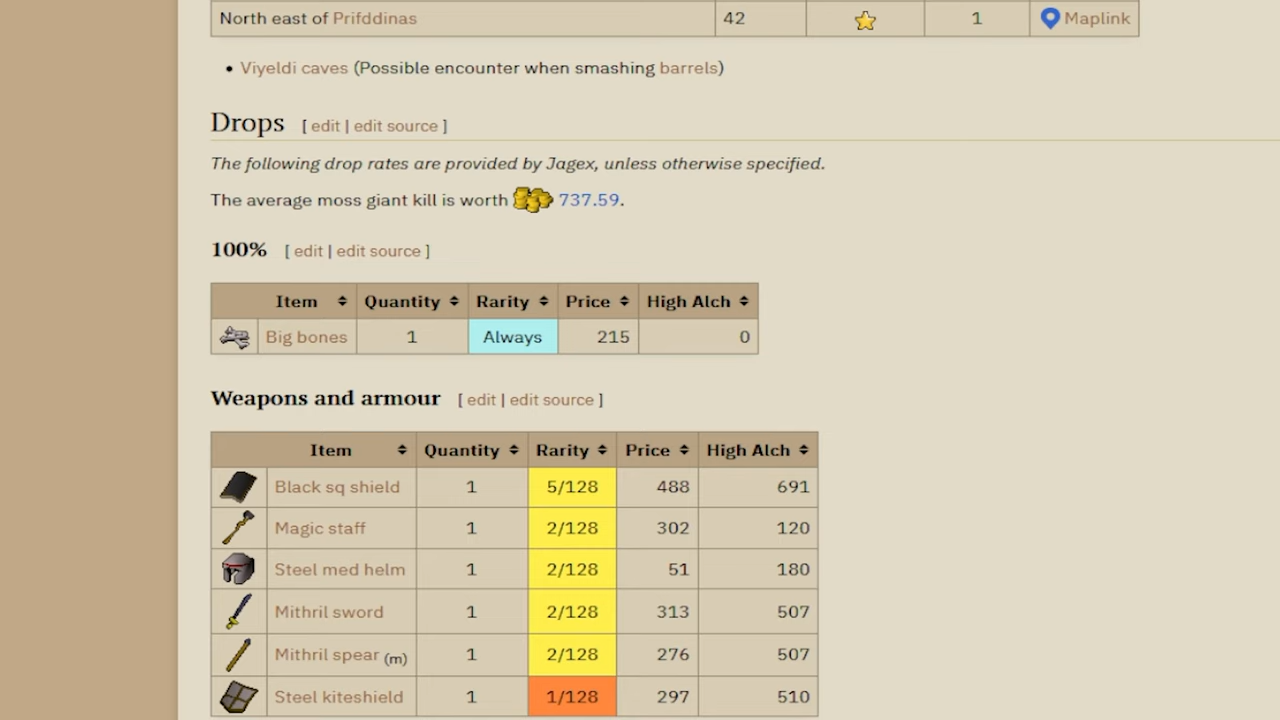 North east of Prifddinas 42 1 Maplink
• Viyeldi caves (Possible encounter when smashing barrels)
Drops [ edit | edit source ]
The following drop rates are provided by Jagex, unless otherwise specified.
The average moss giant kill is worth 737.59.
100% [ edit | edit source ]
Item Quantity Rarity Price High Alch
Big bones 1 Always 215 0
Weapons and armour [ edit | edit source ]
Item Quantity Rarity Price High Alch
Black sq shield 1 5/128 488 691
Magic staff 1 2/128 302 120
Steel med helm 1 2/128 51 180
Mithril sword 1 2/128 313 507
Mithril spear (m) 1 2/128 276 507
Steel kiteshield 1 1/128 297 510